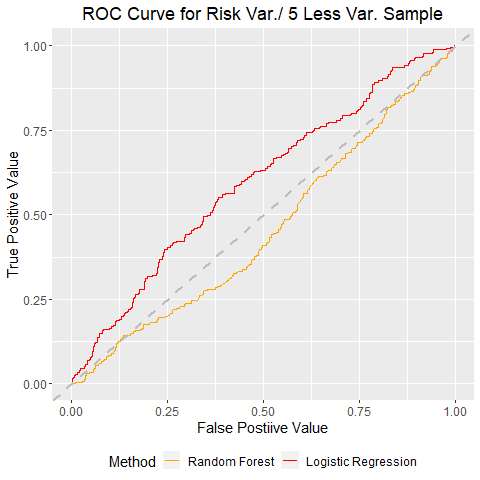 ROC Curve for Risk Var./ 5 Less Var. Sample
True Positive Value
1.00
0.75
0.50
0.25
0.00
0.00 0.25 0.50 0.75 1.00
False Postiive Value
Method Random Forest Logistic Regression